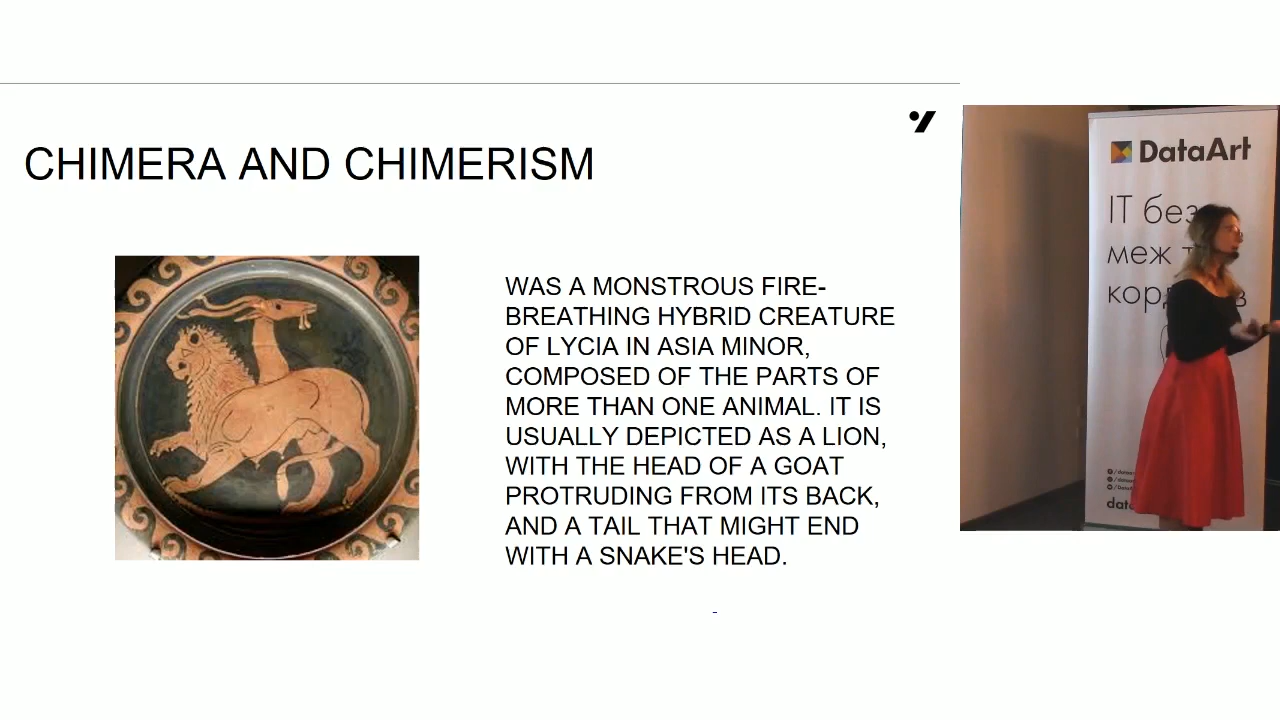 CHIMERA AND CHIMERISM
WAS A MONSTROUS FIRE-
BREATHING HYBRID CREATURE
OF LYCIA IN ASIA MINOR,
COMPOSED OF THE PARTS OF
MORE THAN ONE ANIMAL. IT IS
USUALLY DEPICTED AS A LION,
WITH THE HEAD OF A GOAT
PROTRUDING FROM ITS BACK,
AND A TAIL THAT MIGHT END
WITH A SNAKE'S HEAD.
DataArt
IT без
меж